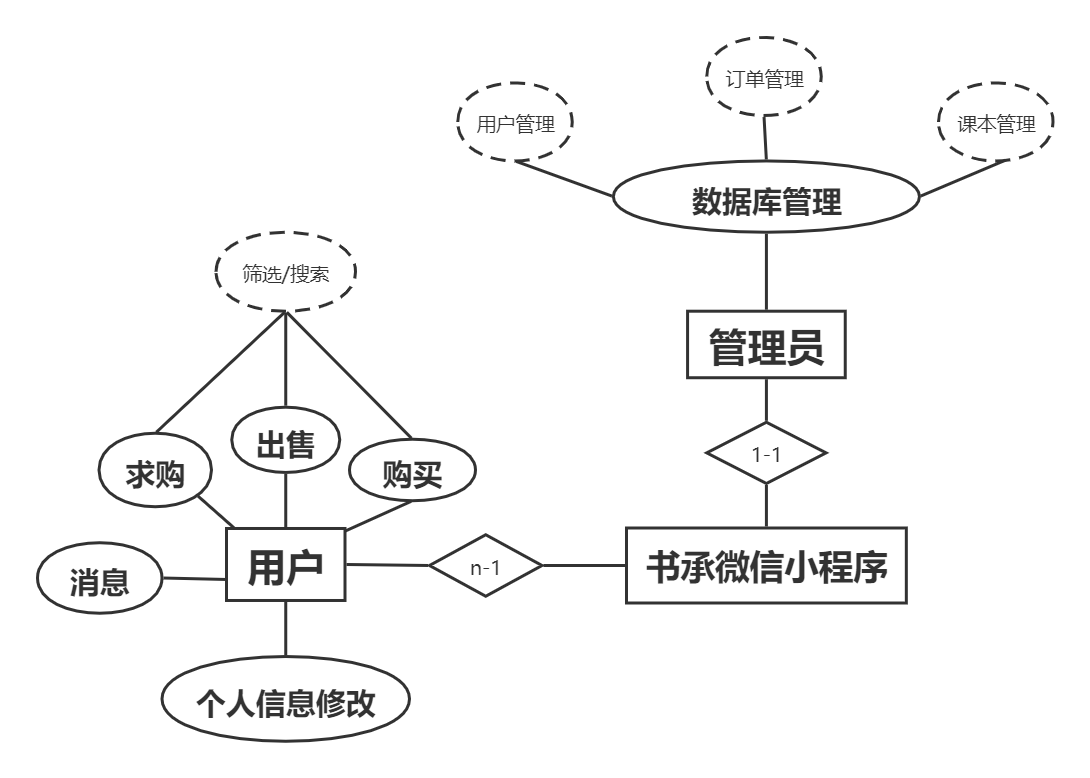 订单管理
用户管理
课本管理
数据库管理
筛选/搜索
管理员
出售
求购
购买
1-1
用户
n-1
书承微信小程序
消息
个人信息修改